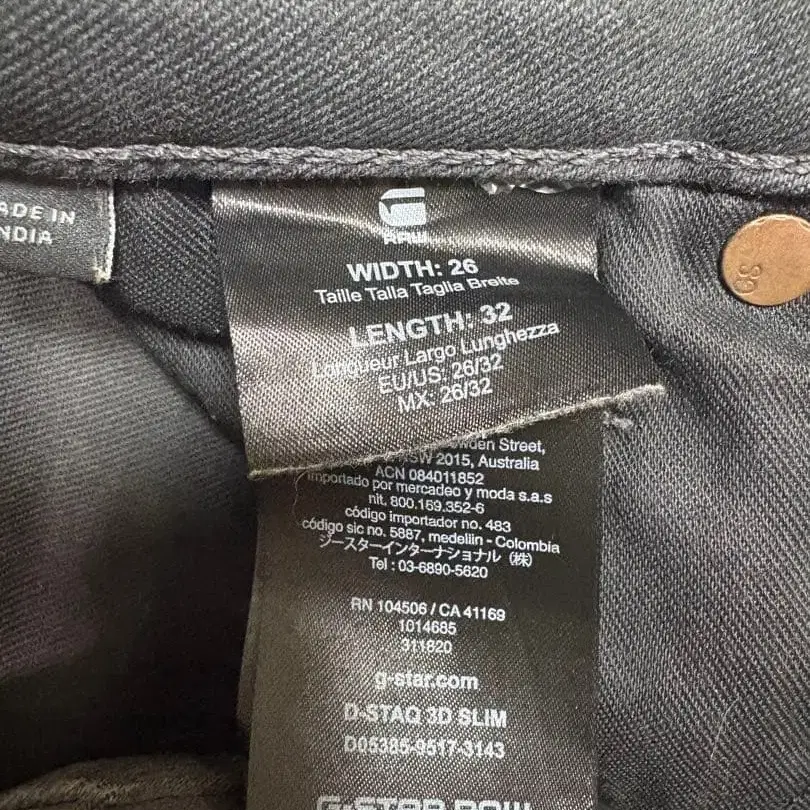 MADE IN
INDIA
RAW
WIDTH: 26
Taille Talla Taglia Breite
LENGTH: 32
Longueur Largo Lunghezza
EU/US: 26/32
MX: 26/32
Street,
NSW 2015, Australia
ACN 084011852
importado por mercadeo y moda s.a.s
nit. 800.169.352-6
código importador no. 483
código sic no. 5887, medellin - Colombia
ジースターインターナショナル (株)
Tel : 03-6890-5620
RN 104506 / CA 41169
1014685
311820
g-star.com
D-STAQ 3D SLIM
D05385-9517-3143
G-STAR RAW